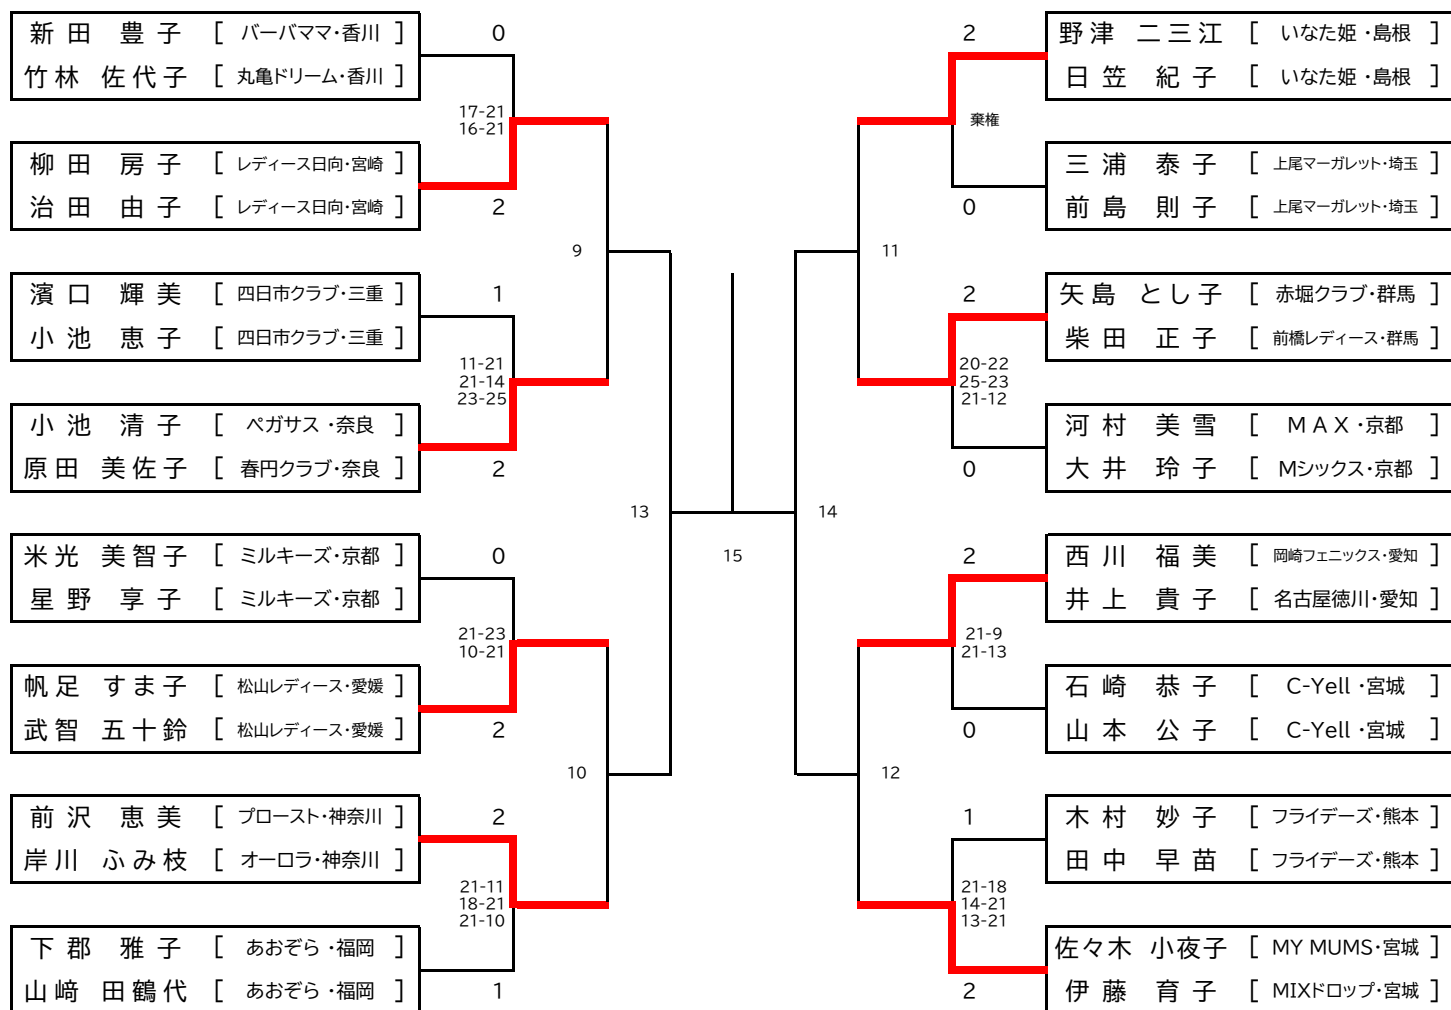 新田 豊子 [ バーバママ・香川 ] 0
竹林 佐代子 [ 丸亀ドリーム・香川 ]
17-21
16-21
柳田 房子 [ レディース日向・宮崎 ]
治田 由子 [ レディース日向・宮崎 ] 2
9
濱口 輝美 [ 四日市クラブ・三重 ] 1
小池 恵子 [ 四日市クラブ・三重 ]
11-21
21-14
23-25
小池 清子 [ ペガサス・奈良 ]
原田 美佐子 [ 春円クラブ・奈良 ] 2
13
米光 美智子 [ ミルキーズ・京都 ] 0
星野 享子 [ ミルキーズ・京都 ]
21-23
10-21
帆足 すま子 [ 松山レディース・愛媛 ]
武智 五十鈴 [ 松山レディース・愛媛 ] 2
10
前沢 恵美 [ プロースト・神奈川 ] 2
岸川 ふみ枝 [ オーロラ・神奈川 ]
21-11
18-21
21-10
下郡 雅子 [ あおぞら・福岡 ]
山﨑 田鶴代 [ あおぞら・福岡 ] 1
15
2 野津 二三江 [ いなた姫・島根 ]
日笠 紀子 [ いなた姫・島根 ]
棄権
三浦 泰子 [ 上尾マーガレット・埼玉 ]
0 前島 則子 [ 上尾マーガレット・埼玉 ]
11
2 矢島 とし子 [ 赤堀クラブ・群馬 ]
柴田 正子 [ 前橋レディース・群馬 ]
20-22
25-23
21-12
河村 美雪 [ MAX・京都 ]
0 大井 玲子 [ Mシックス・京都 ]
14
2 西川 福美 [ 岡崎フェニックス・愛知 ]
井上 貴子 [ 名古屋徳川・愛知 ]
21-9
21-13
石崎 恭子 [ C-Yell・宮城 ]
0 山本 公子 [ C-Yell・宮城 ]
12
1 木村 妙子 [ フライデーズ・熊本 ]
田中 早苗 [ フライデーズ・熊本 ]
21-18
14-21
13-21
佐々木 小夜子 [ MY MUMS・宮城 ]
2 伊藤 育子 [ MIXドロップ・宮城 ]